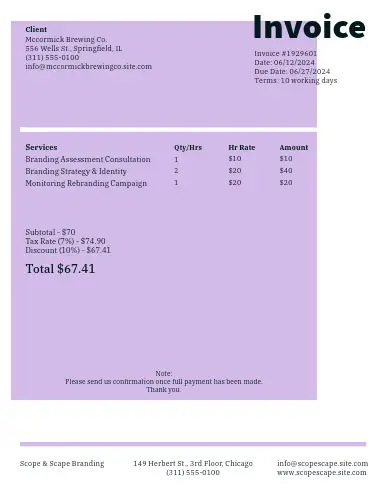 Invoice
Client
Mccormick Brewing Co.
556 Wells St., Springfield, IL
(311) 555-0100
info@mccormickbrewingco.site.com
Invoice #1929601
Date: 06/12/2024
Due Date: 06/27/2024
Terms: 10 working days
Services Qty/Hrs Hr Rate Amount
Branding Assessment Consultation 1 $10 $10
Branding Strategy & Identity 2 $20 $40
Monitoring Rebranding Campaign 1 $20 $20
Subtotal - $70
Tax Rate (7%) - $74.90
Discount (10%) - $67.41
Total $67.41
Note:
Please send us confirmation once full payment has been made.
Thank you.
Scope & Scape Branding
149 Herbert St., 3rd Floor, Chicago
(311) 555-0100
info@scopescape.site.com
www.scopescape.site.com